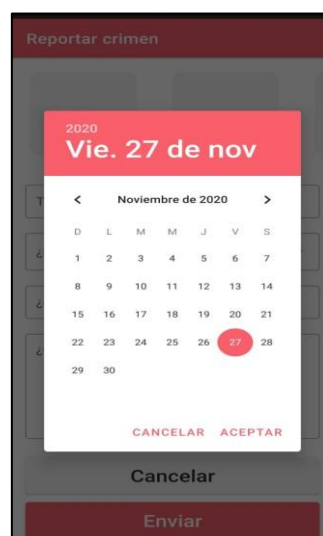 Reportar crimen
2020
Vie. 27 de nov
Noviembre de 2020
D L M M J V S
1 2 3 4 5 6 7
8 9 10 11 12 13 14
15 16 17 18 19 20 21
22 23 24 25 26 27 28
29 30
CANCELAR ACEPTAR
Cancelar
Enviar